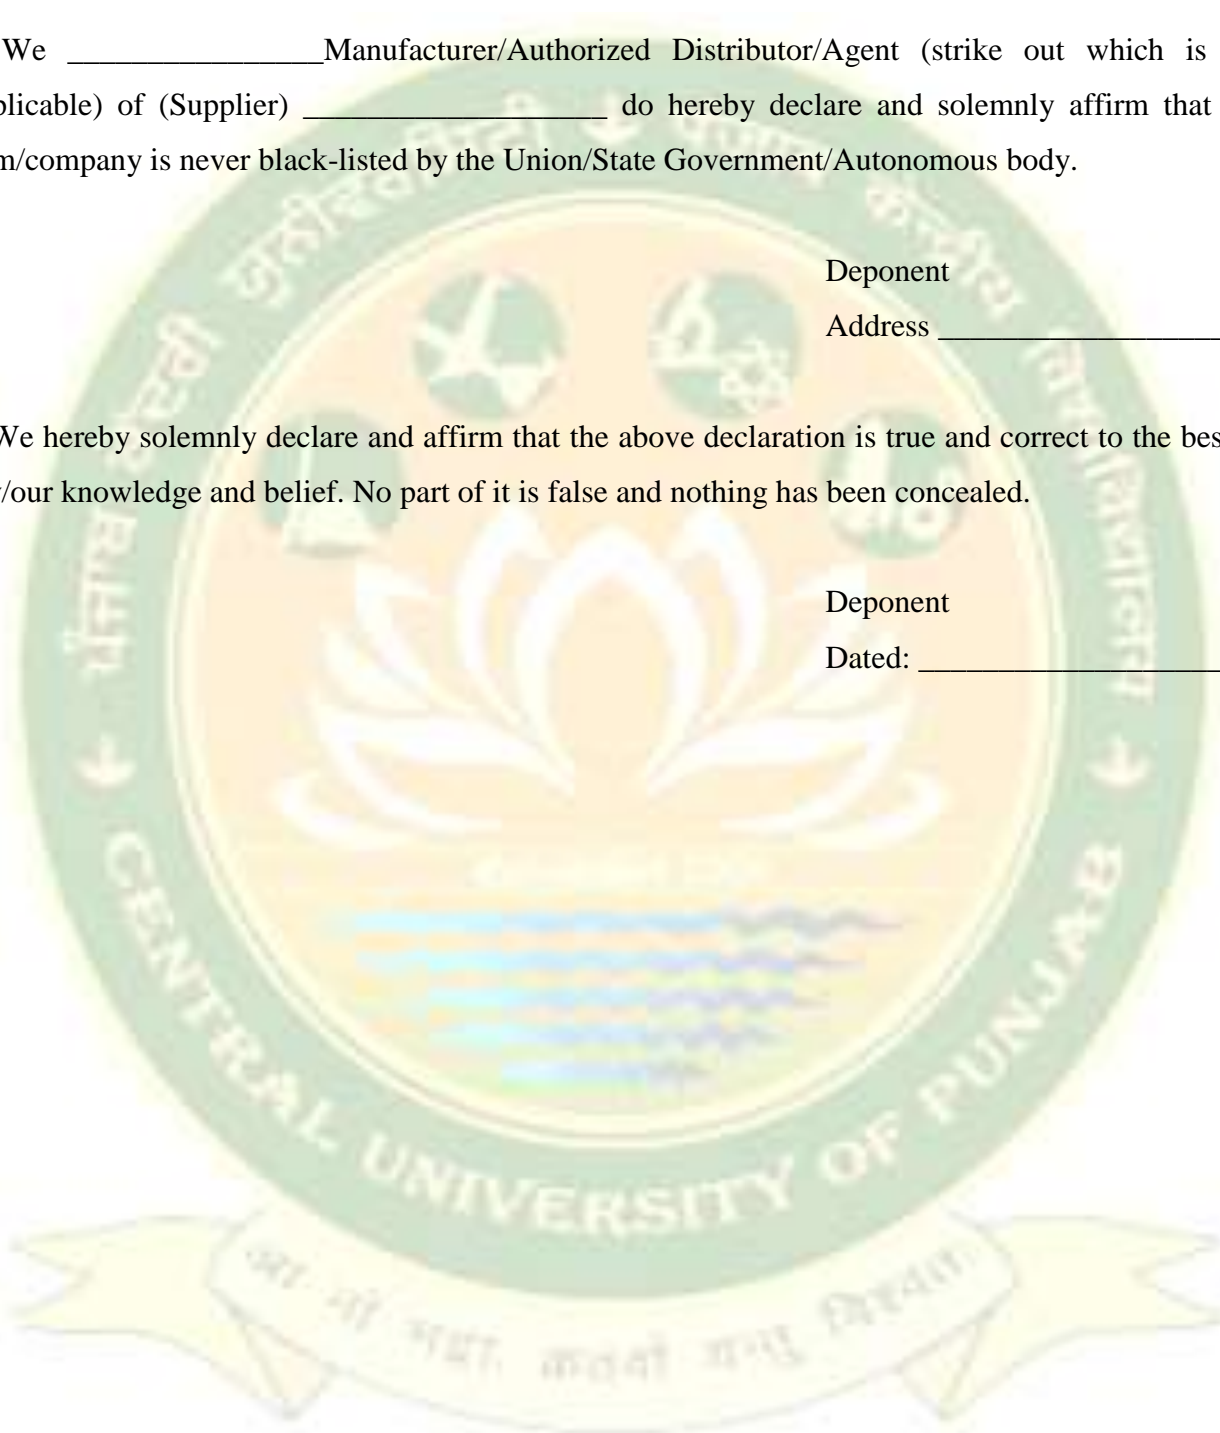 We ________________Manufacturer/Authorized Distributor/Agent (strike out which is
plicable) of (Supplier) ___________________ do hereby declare and solemnly affirm that
m/company is never black-listed by the Union/State Government/Autonomous body.
Deponent
Address __________________
We hereby solemnly declare and affirm that the above declaration is true and correct to the bes
/our knowledge and belief. No part of it is false and nothing has been concealed.
Deponent
Dated: ___________________
CENTRAL UNIVERSITY OF PUNJAB